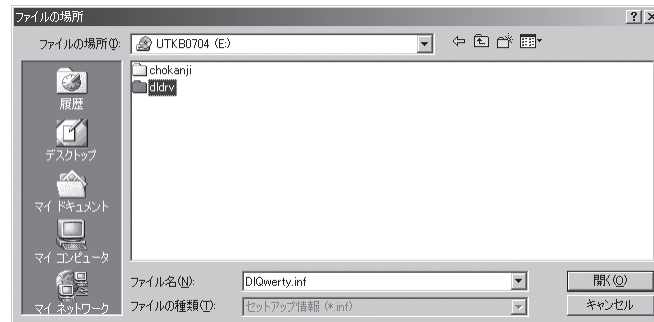 ファイルの場所
ファイルの場所(I):
UTKB0704 (E:)
chokanji
dldrv
履歴
デスクトップ
マイ ドキュメント
マイ コンピュータ
マイ ネットワーク
ファイル名(N):
DlQwerty.inf
開く(O)
ファイルの種類(T):
セットアップ情報 (*.inf)
キャンセル